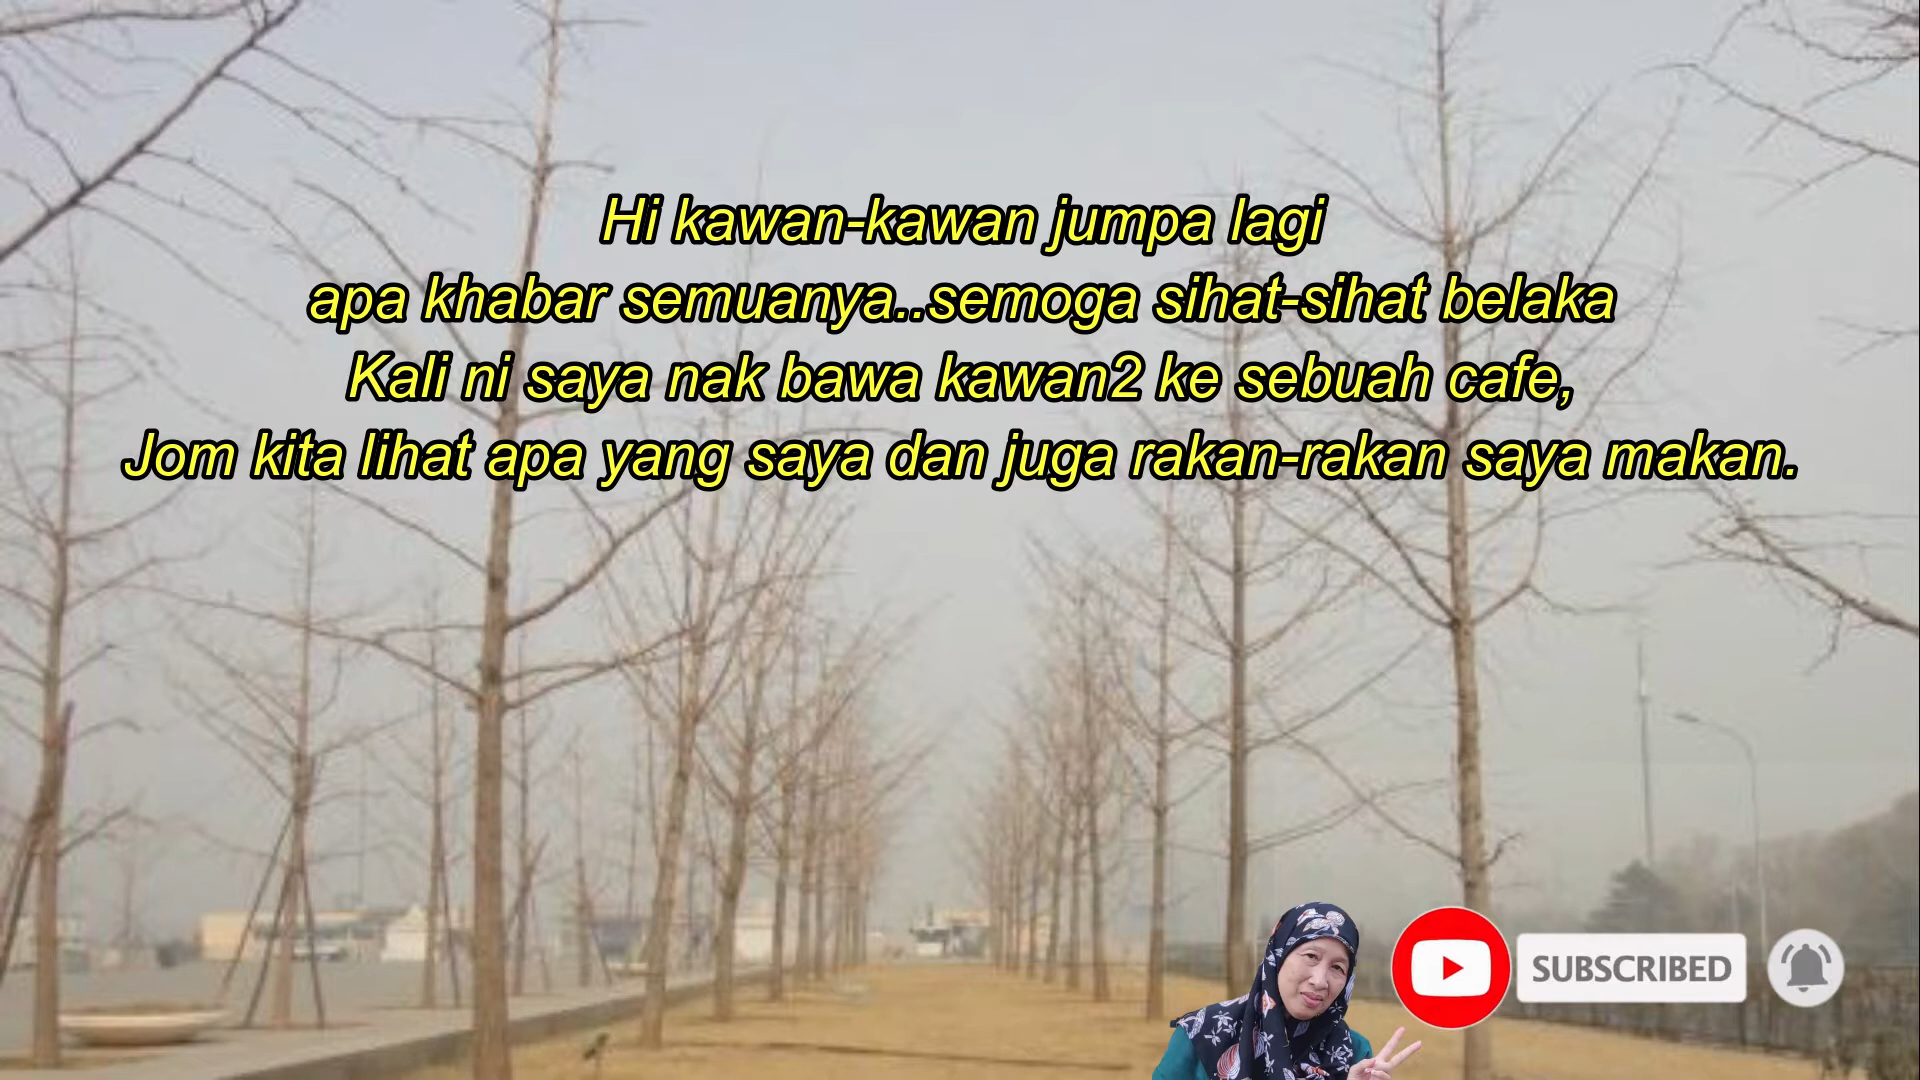 Hi kawan-kawan jumpa lagi
apa khabar semuanya..semoga sihat-sihat belaka
Kali ni saya nak bawa kawan2 ke sebuah cafe,
Jom kita lihat apa yang saya dan juga rakan-rakan saya makan.
SUBSCRIBED